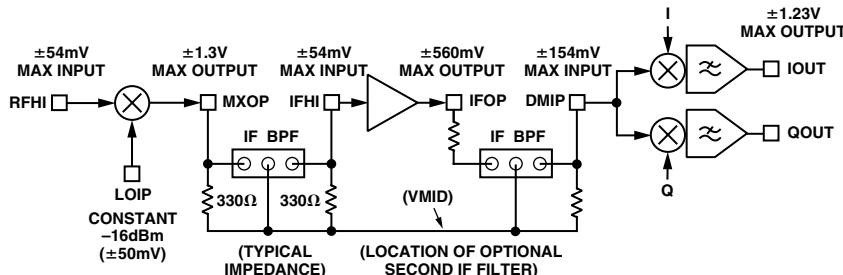 I
±1.23V
MAX OUTPUT
±54mV
MAX INPUT
±1.3V
MAX OUTPUT
±54mV
MAX INPUT
±560mV
MAX OUTPUT
±154mV
MAX INPUT
RFHI
MXOP
IFHI
IFOP
DMIP
IOUT
QOUT
IF BPF
IF BPF
LOIP
330Ω
330Ω
(VMID)
Q
CONSTANT
–16dBm
(±50mV)
(TYPICAL
IMPEDANCE)
(LOCATION OF OPTIONAL
SECOND IF FILTER)